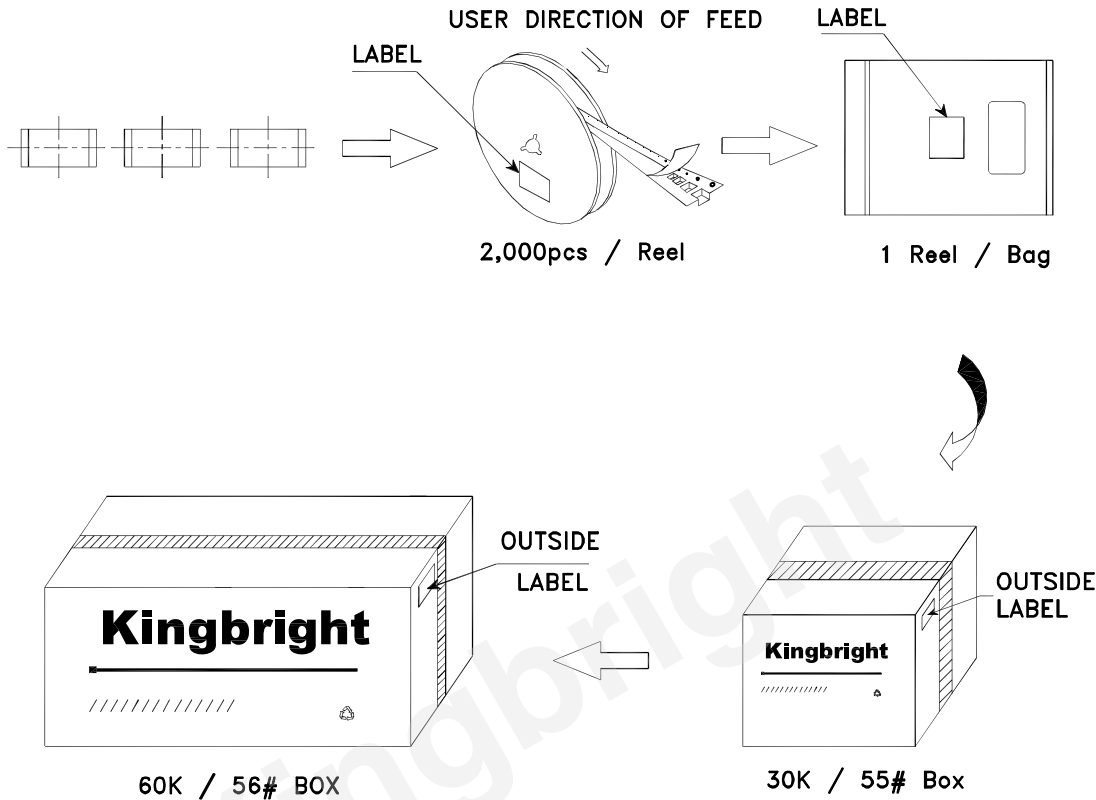 USER DIRECTION OF FEED
LABEL
LABEL
2,000pcs / Reel
1 Reel / Bag
OUTSIDE
LABEL
OUTSIDE
LABEL
Kingbright
Kingbright
Kingbright
60K / 56# BOX
30K / 55# Box